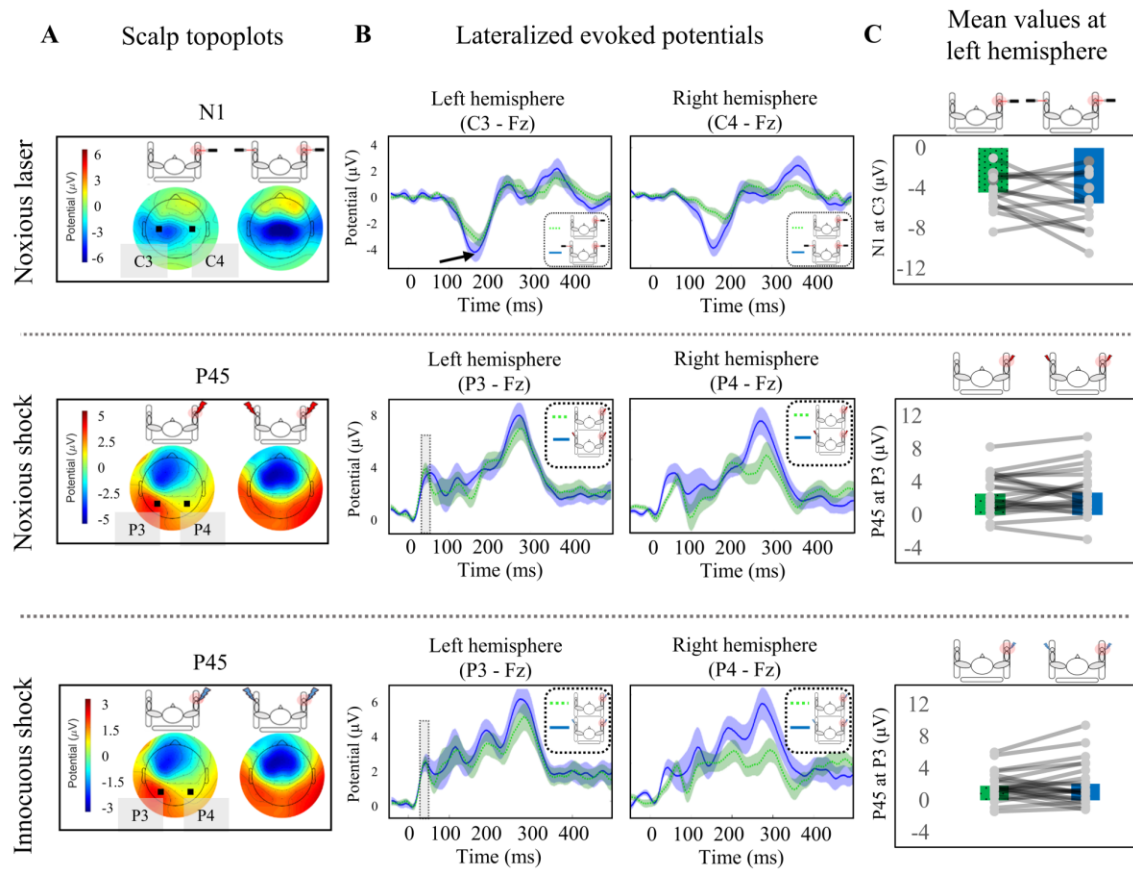 A Scalp topoplots
B Lateralized evoked potentials
C Mean values at
left hemisphere
Noxious laser
N1
Potential (μV)
6
3
0
-3
-6
C3
C4
Left hemisphere
(C3 - Fz)
Potential (μV)
4
2
0
-2
-4
0 100 200 300 400
Time (ms)
Right hemisphere
(C4 - Fz)
0 100 200 300 400
Time (ms)
N1 at C3 (μV)
0
-4
-8
-12
Noxious shock
P45
Potential (μV)
5
2.5
0
-2.5
-5
P3
P4
Left hemisphere
(P3 - Fz)
Potential (μV)
8
4
0
0 100 200 300 400
Time (ms)
Right hemisphere
(P4 - Fz)
0 100 200 300 400
Time (ms)
P45 at P3 (μV)
12
8
4
0
-4
Innocuous shock
P45
Potential (μV)
3
1.5
0
-1.5
-3
P3
P4
Left hemisphere
(P3 - Fz)
Potential (μV)
6
4
2
0
0 100 200 300 400
Time (ms)
Right hemisphere
(P4 - Fz)
0 100 200 300 400
Time (ms)
P45 at P3 (μV)
12
8
4
0
-4